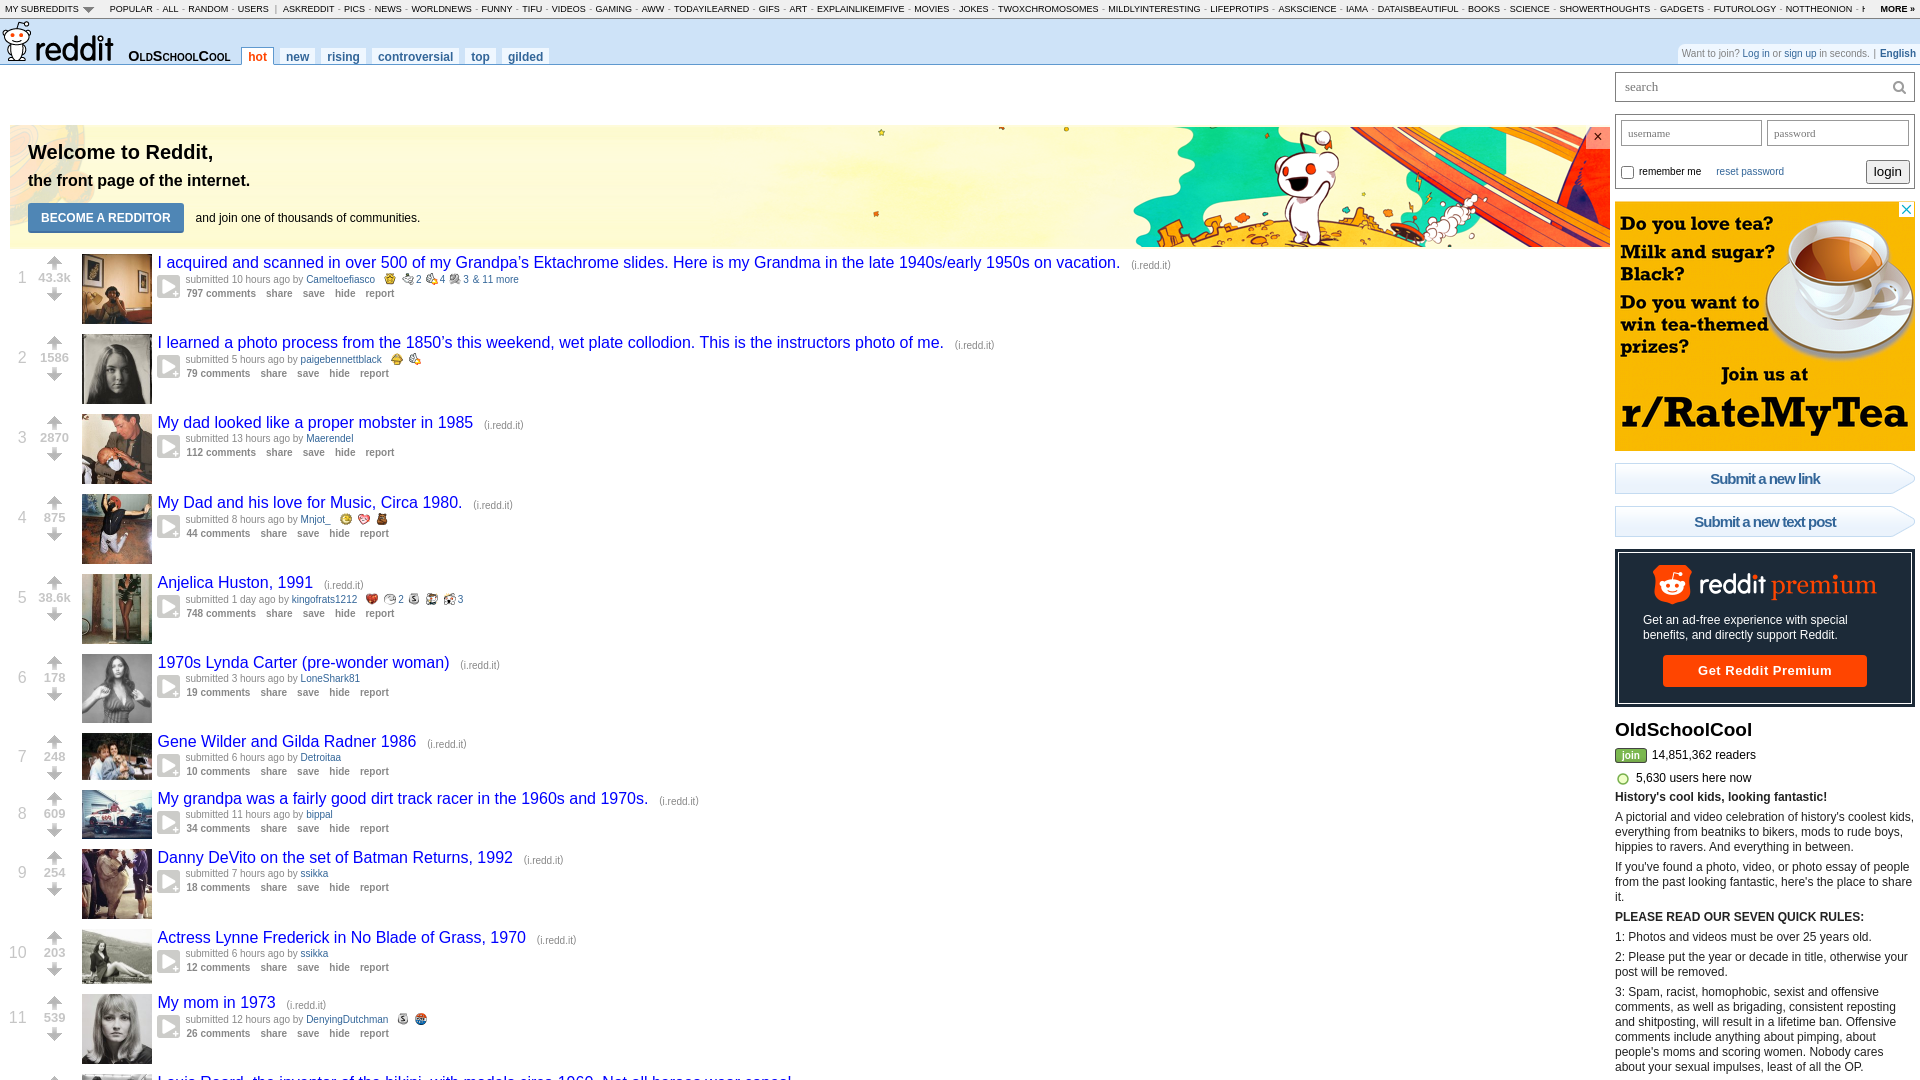 MY SUBREDDITS POPULAR - ALL - RANDOM - USERS | ASKREDDIT - PICS - NEWS - WORLDNEWS - FUNNY - TIFU - VIDEOS - GAMING - AWW - TODAYILEARNED - GIFS - ART - EXPLAINLIKEIMFIVE - MOVIES - JOKES - TWOXCHROMOSOMES - MILDLYINTERESTING - LIFEPROTIPS - ASKSCIENCE - IAMA - DATAISBEAUTIFUL - BOOKS - SCIENCE - SHOWERTHOUGHTS - GADGETS - FUTUROLOGY - NOTTHEONION - MORE »
reddit OLDSCHOOLCOOL hot new rising controversial top gilded
Want to join? Log in or sign up in seconds. | English
Welcome to Reddit,
the front page of the internet.
BECOME A REDDITOR and join one of thousands of communities.
1 43.3k I acquired and scanned in over 500 of my Grandpa’s Ektachrome slides. Here is my Grandma in the late 1940s/early 1950s on vacation. (i.redd.it)
submitted 10 hours ago by Cameltoefiasco 2 4 3 & 11 more
797 comments share save hide report
2 1586 I learned a photo process from the 1850’s this weekend, wet plate collodion. This is the instructors photo of me. (i.redd.it)
submitted 5 hours ago by paigebennettblack
79 comments share save hide report
3 2870 My dad looked like a proper mobster in 1985 (i.redd.it)
submitted 13 hours ago by Maerendel
112 comments share save hide report
4 875 My Dad and his love for Music, Circa 1980. (i.redd.it)
submitted 8 hours ago by Mnjot_
44 comments share save hide report
5 38.6k Anjelica Huston, 1991 (i.redd.it)
submitted 1 day ago by kingofrats1212 2 3
748 comments share save hide report
6 178 1970s Lynda Carter (pre-wonder woman) (i.redd.it)
submitted 3 hours ago by LoneShark81
19 comments share save hide report
7 248 Gene Wilder and Gilda Radner 1986 (i.redd.it)
submitted 6 hours ago by Detroitaa
10 comments share save hide report
8 609 My grandpa was a fairly good dirt track racer in the 1960s and 1970s. (i.redd.it)
submitted 11 hours ago by bippal
34 comments share save hide report
9 254 Danny DeVito on the set of Batman Returns, 1992 (i.redd.it)
submitted 7 hours ago by ssikka
18 comments share save hide report
10 203 Actress Lynne Frederick in No Blade of Grass, 1970 (i.redd.it)
submitted 6 hours ago by ssikka
12 comments share save hide report
11 539 My mom in 1973 (i.redd.it)
submitted 12 hours ago by DenyingDutchman
26 comments share save hide report
search
username password
remember me reset password login
Do you love tea?
Milk and sugar?
Black?
Do you want to
win tea-themed
prizes?
Join us at
r/RateMyTea
Submit a new link
Submit a new text post
reddit premium
Get an ad-free experience with special
benefits, and directly support Reddit.
Get Reddit Premium
OldSchoolCool
join 14,851,362 readers
5,630 users here now
History's cool kids, looking fantastic!
A pictorial and video celebration of history's coolest kids,
everything from beatniks to bikers, mods to rude boys,
hippies to ravers. And everything in between.
If you've found a photo, video, or photo essay of people
from the past looking fantastic, here's the place to share
it.
PLEASE READ OUR SEVEN QUICK RULES:
1: Photos and videos must be over 25 years old.
2: Please put the year or decade in title, otherwise your
post will be removed.
3: Spam, racist, homophobic, sexist and offensive
comments, as well as brigading, consistent reposting
and shitposting, will result in a lifetime ban. Offensive
comments include anything about pimping, about
people's moms and scoring women. Nobody cares
about your sexual impulses, least of all the OP.